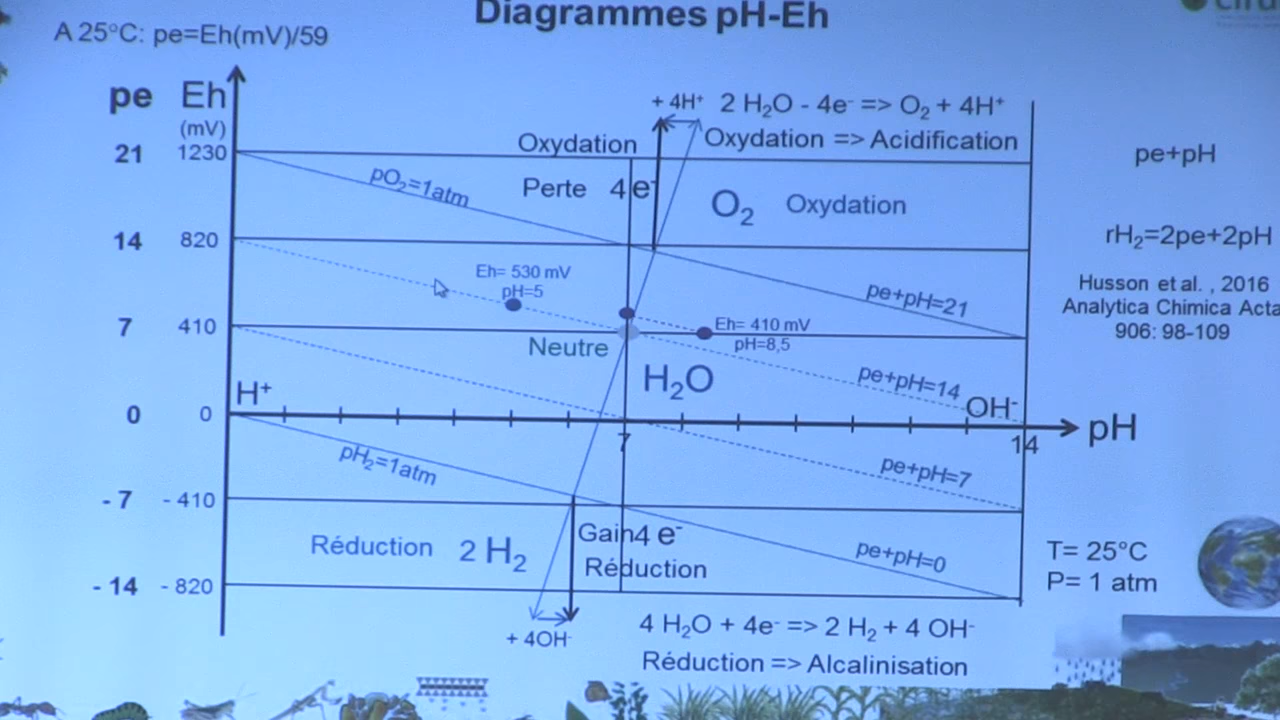 Diagrammes pH-Eh
A 25°C: pe=Eh(mV)/59
pe Eh
(mV)
+ 4H⁺ 2 H₂O - 4e⁻ => O₂ + 4H⁺
Oxydation Oxydation => Acidification
21 1230
pe+pH
pO₂=1atm
Perte 4 e⁻
O₂ Oxydation
14 820
rH₂=2pe+2pH
Eh= 530 mV
pH=5
pe+pH=21
Husson et al. , 2016
Analytica Chimica Acta
906: 98-109
7 410
Eh= 410 mV
pH=8,5
Neutre
H₂O
pe+pH=14
H⁺
OH⁻
0 0
7
14
pH
pH₂=1atm
pe+pH=7
- 7 - 410
Réduction 2 H₂
Gain4 e⁻
Réduction
pe+pH=0
T= 25°C
P= 1 atm
- 14 - 820
+ 4OH⁻
4 H₂O + 4e⁻ => 2 H₂ + 4 OH⁻
Réduction => Alcalinisation